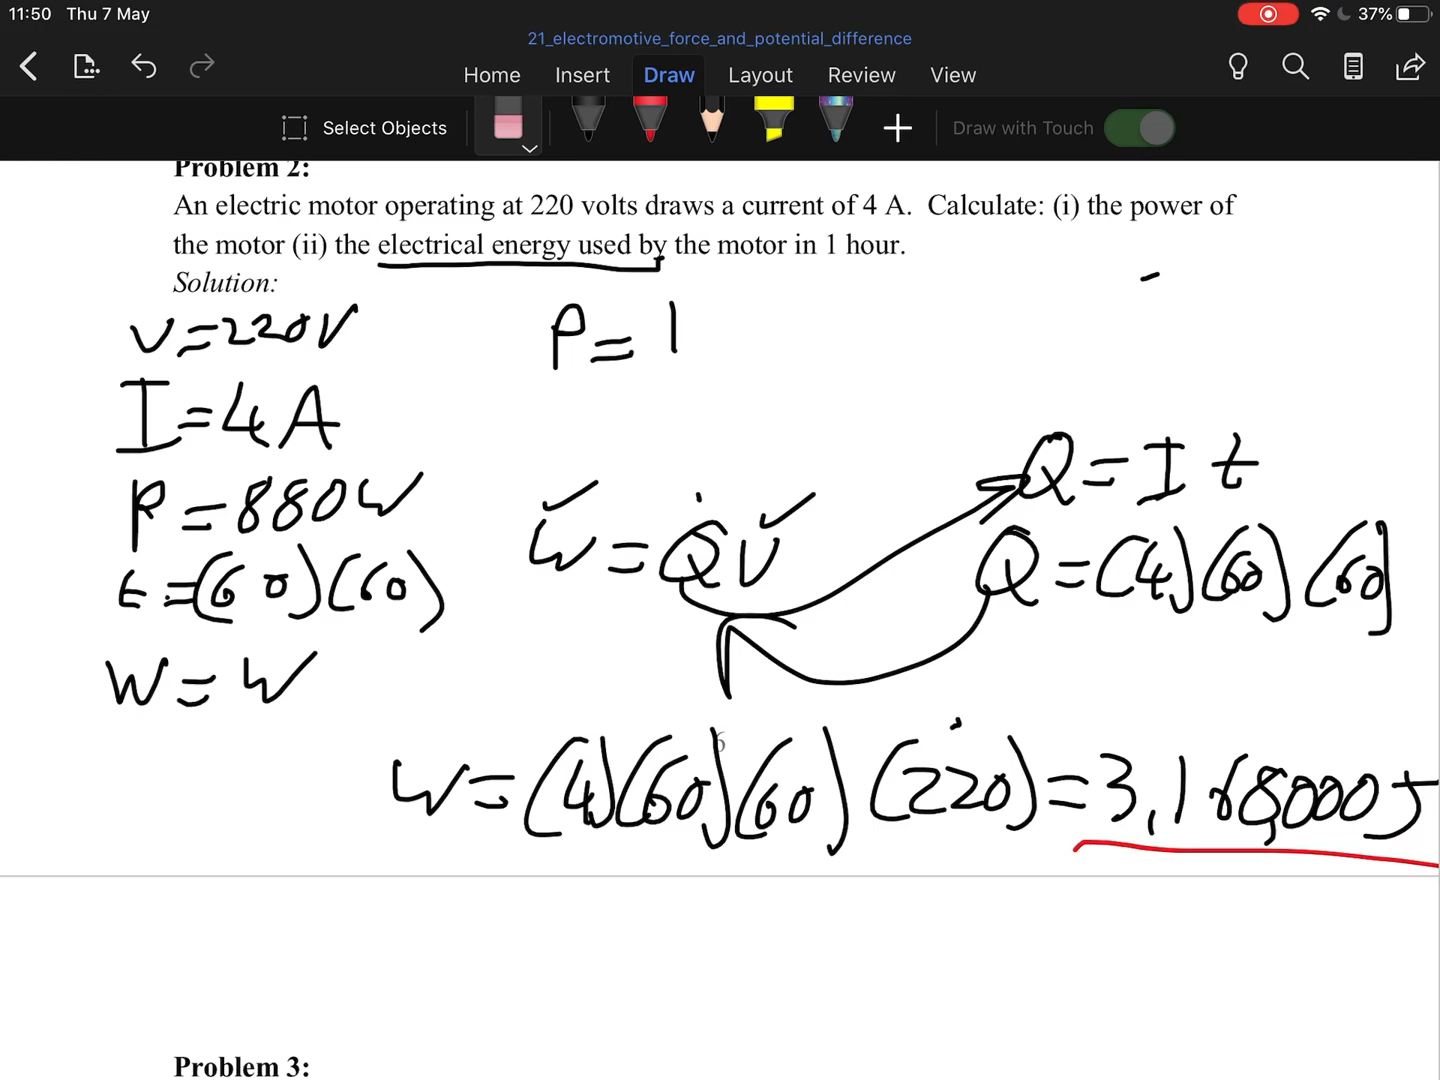 11:50 Thu 7 May 37%
21_electromotive_force_and_potential_difference
Home Insert Draw Layout Review View
Select Objects Draw with Touch
Problem 2:
An electric motor operating at 220 volts draws a current of 4 A. Calculate: (i) the power of
the motor (ii) the electrical energy used by the motor in 1 hour.
Solution:
V=220V
P=1
I=4A
Q=It
P=880W
W=QV
Q=(4)(60)(60)
t=(60)(60)
W=W
6
W=(4)(60)(60)(220)=3,168,000J
Problem 3: